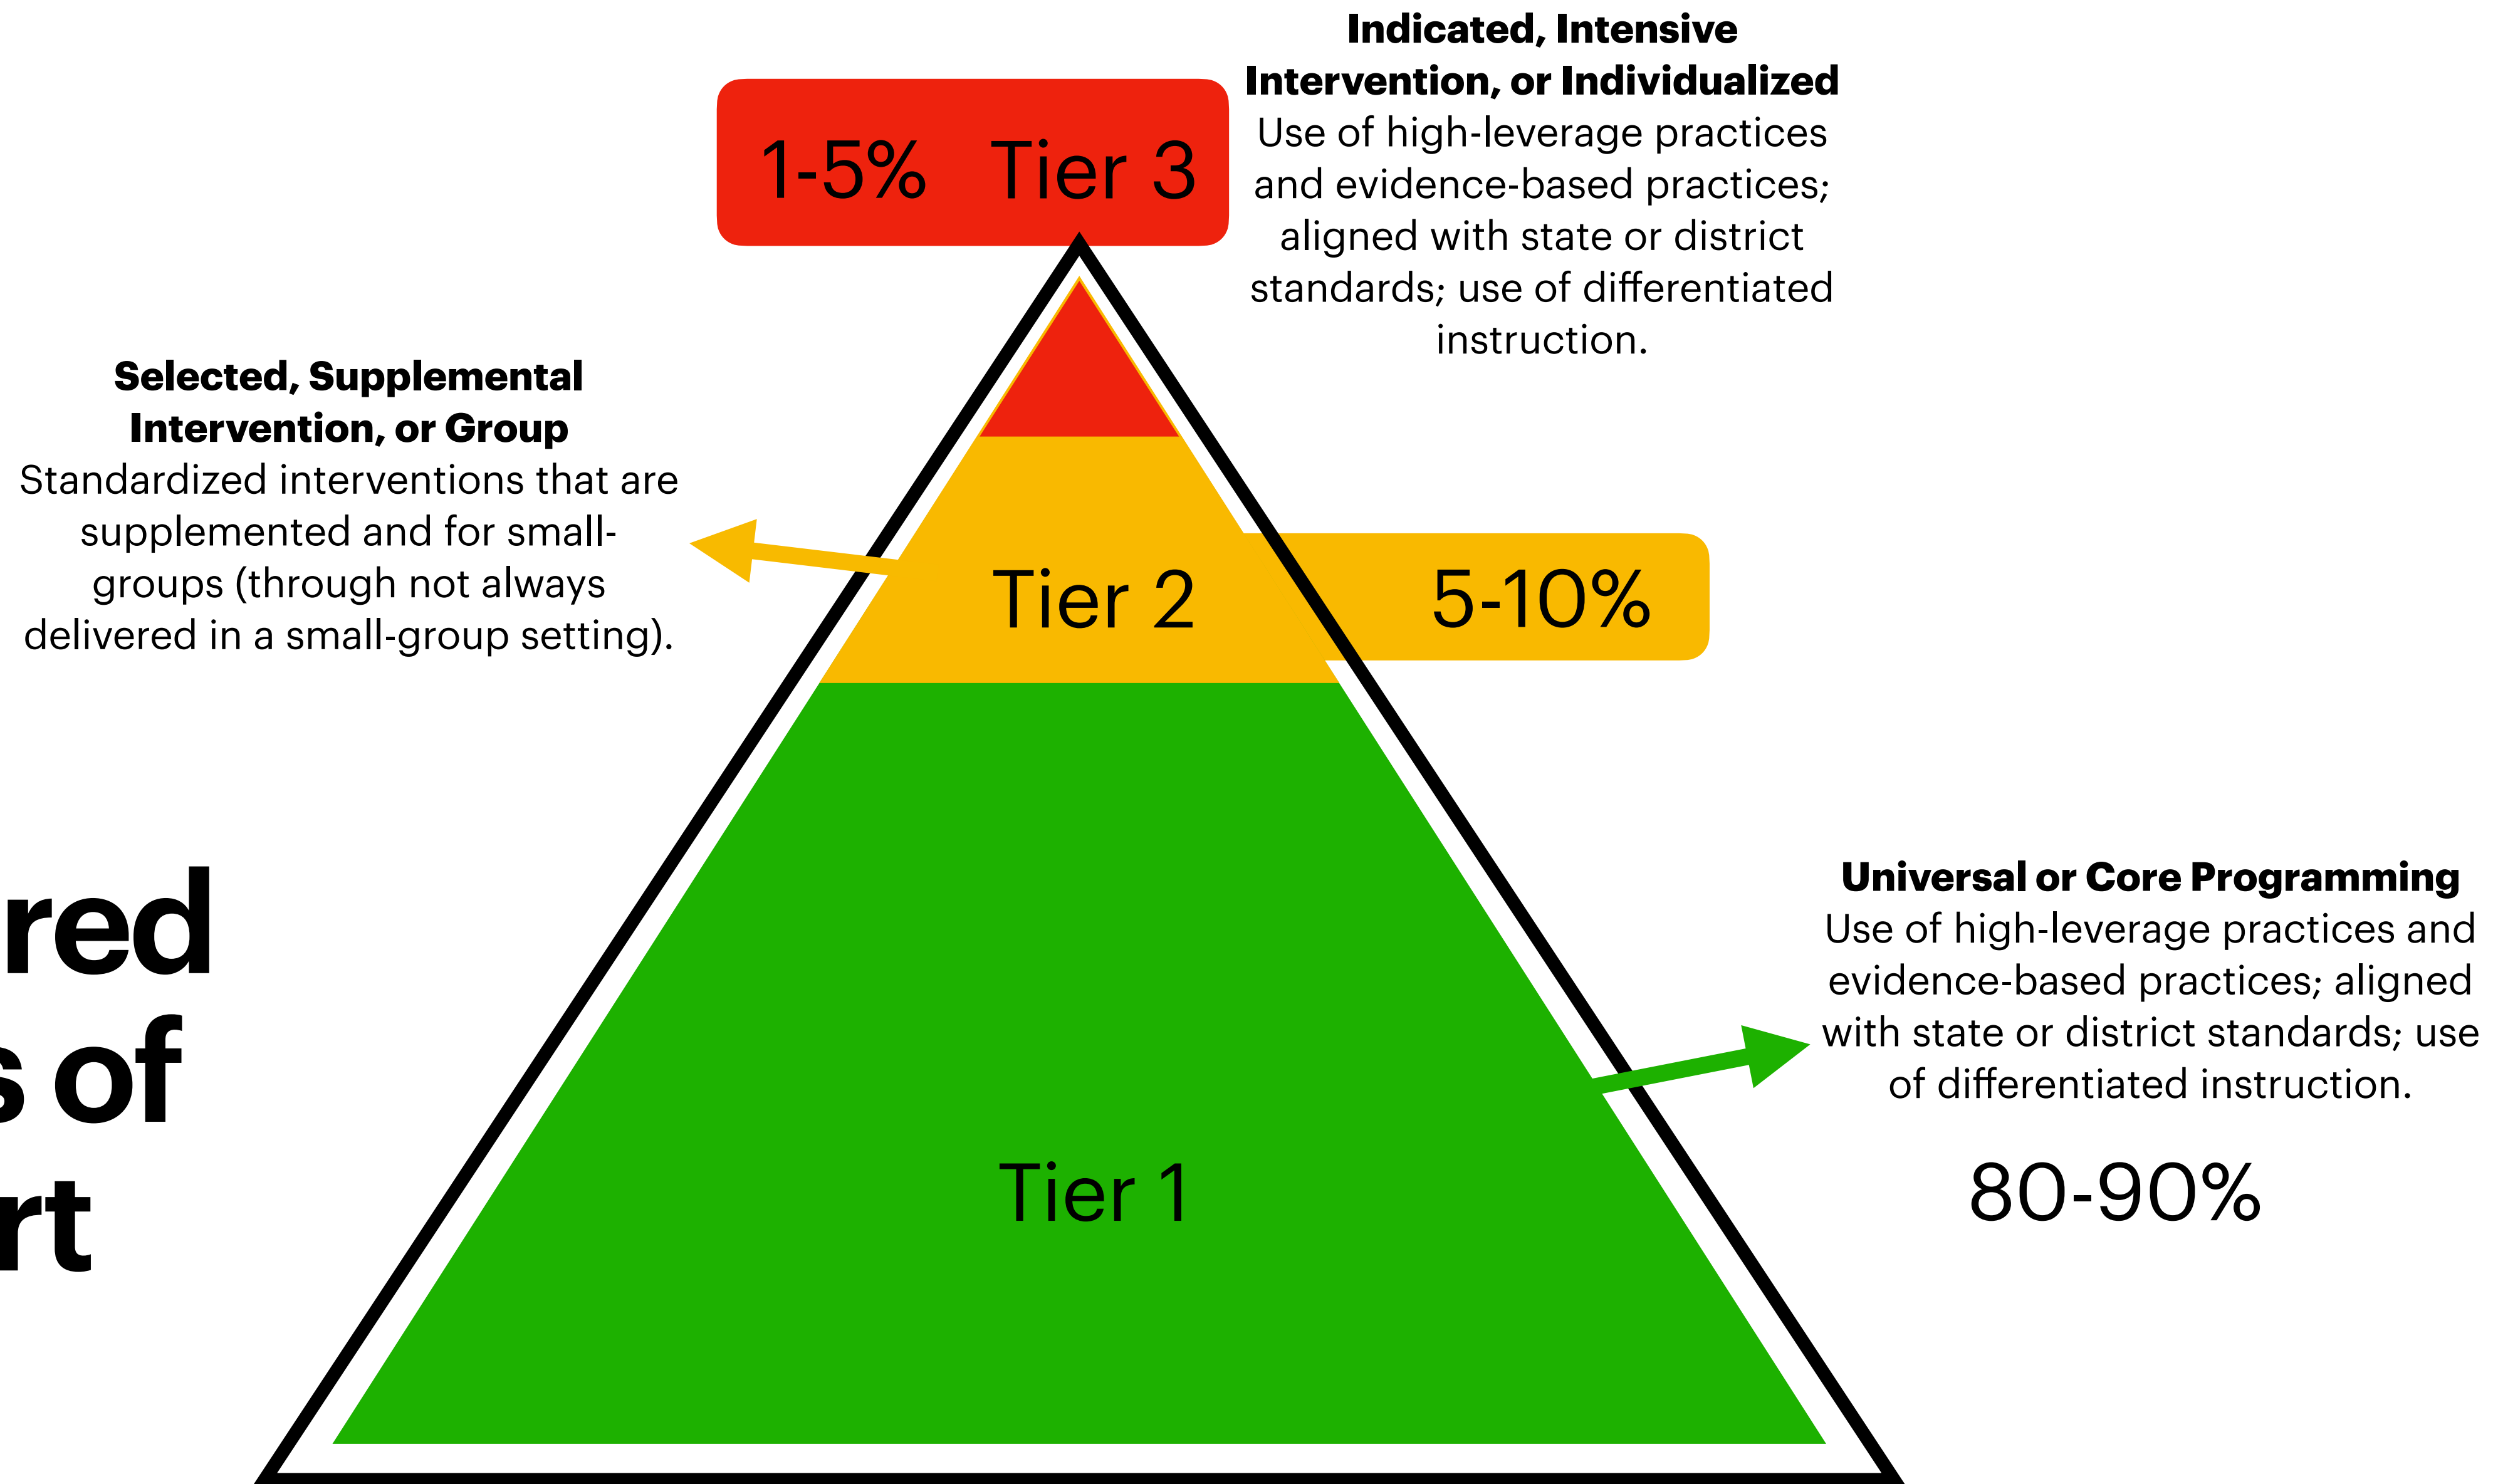 Indicated, Intensive
Intervention, or Individualized
Use of high-leverage practices
and evidence-based practices;
aligned with state or district
standards; use of differentiated
instruction.
1-5% Tier 3
Selected, Supplemental
Intervention, or Group
Standardized interventions that are
supplemented and for small-
groups (through not always
delivered in a small-group setting).
Tier 2 5-10%
red
s of
rt
Universal or Core Programming
Use of high-leverage practices and
evidence-based practices; aligned
with state or district standards; use
of differentiated instruction.
Tier 1 80-90%